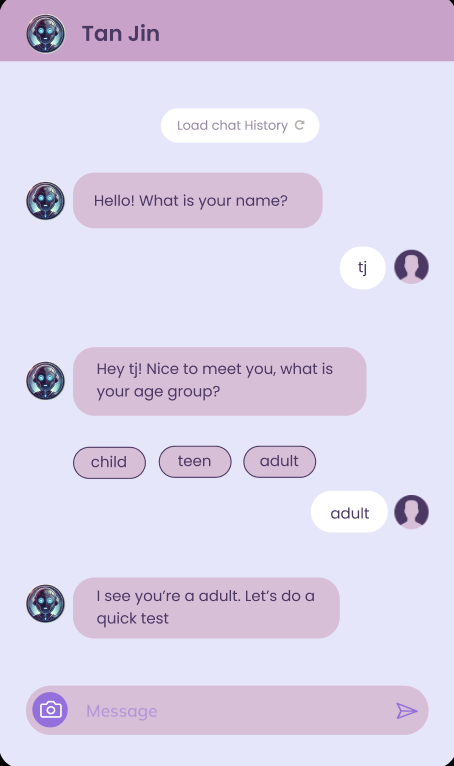 Tan Jin
Load chat History
Hello! What is your name?
tj
Hey tj! Nice to meet you, what is
your age group?
child teen adult
adult
I see you're a adult. Let's do a
quick test
Message